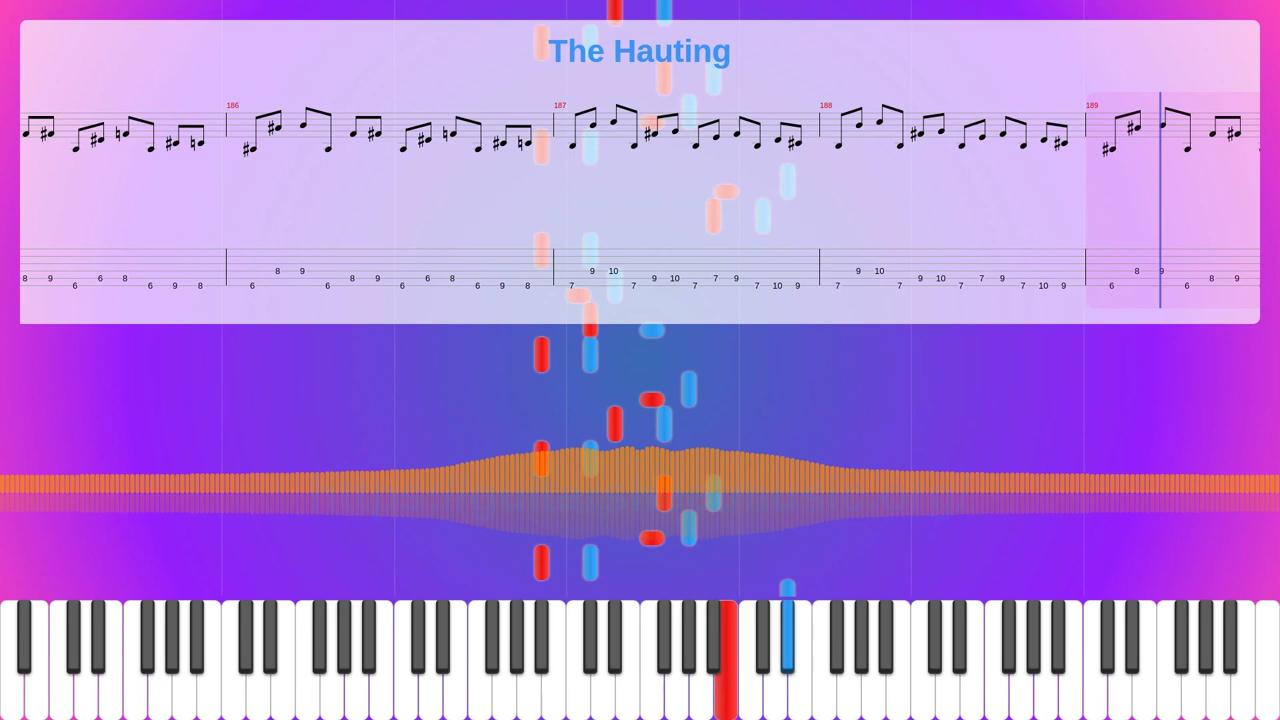 The Hauting
186 187 188 189
8 9 9 10 9 10 8 9
8 9 6 8 8 9 6 8 9 10 7 9 9 10 7 9 8 9
6 6 9 8 6 6 6 6 9 8 7 7 7 7 10 9 7 7 7 7 10 9 6 6